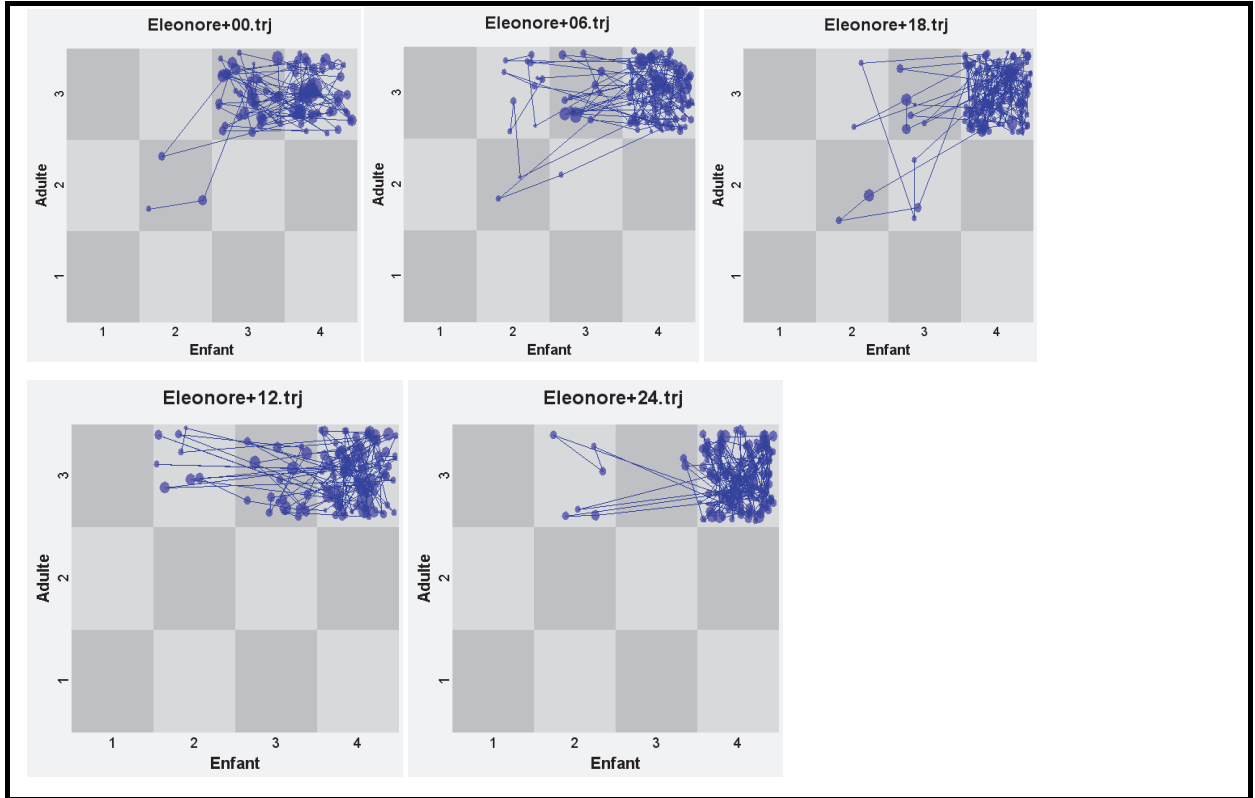 Eleonore+00.trj
Adulte
3
2
1
1 2 3 4
Enfant
Eleonore+06.trj
Adulte
3
2
1
1 2 3 4
Enfant
Eleonore+18.trj
Adulte
3
2
1
1 2 3 4
Enfant
Eleonore+12.trj
Adulte
3
2
1
1 2 3 4
Enfant
Eleonore+24.trj
Adulte
3
2
1
1 2 3 4
Enfant